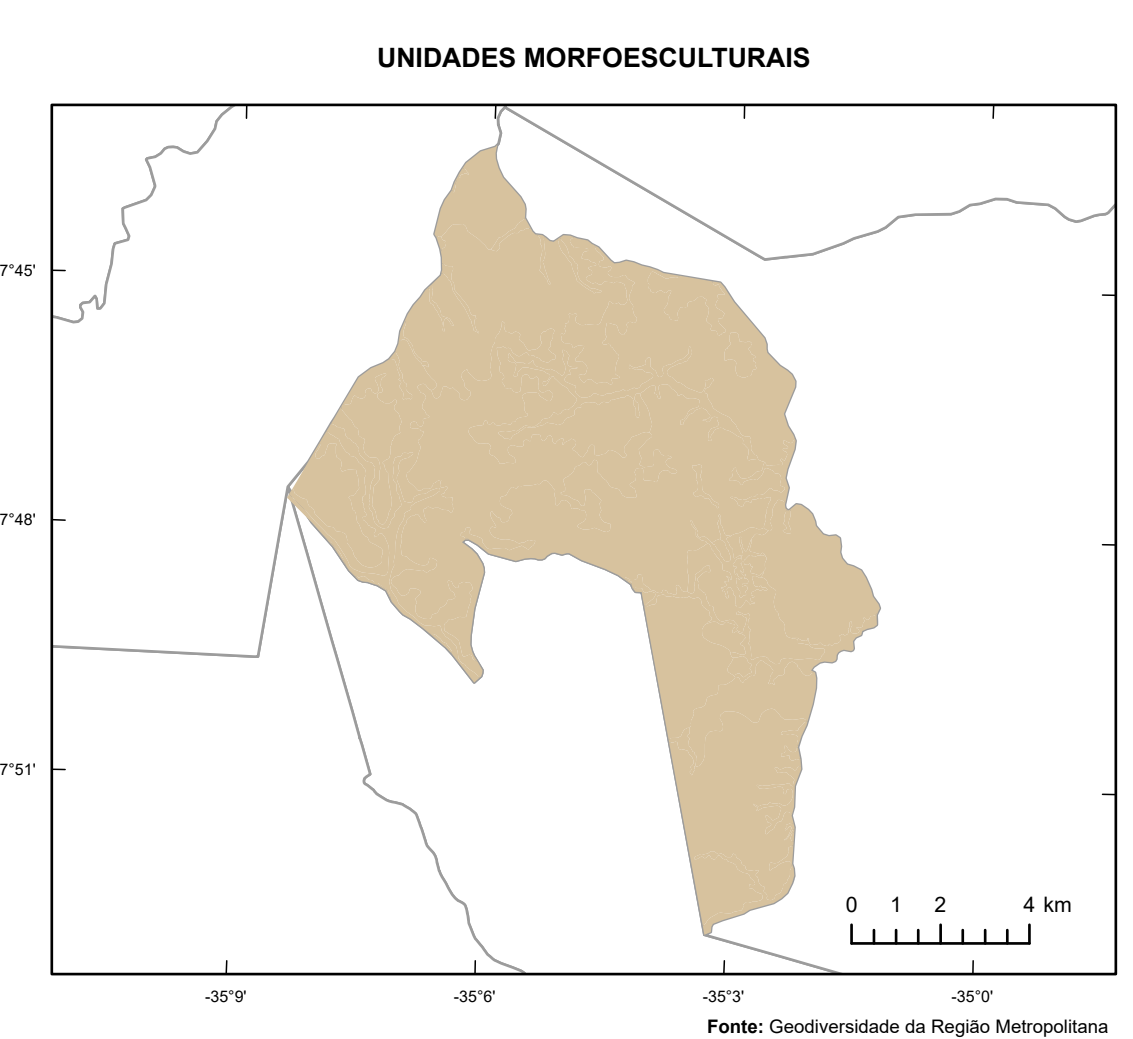 UNIDADES MORFOESCULTURAIS
7°45'
7°48'
7°51'
0 1 2 4 km
-35°9' -35°6' -35°3' -35°0'
Fonte: Geodiversidade da Região Metropolitana